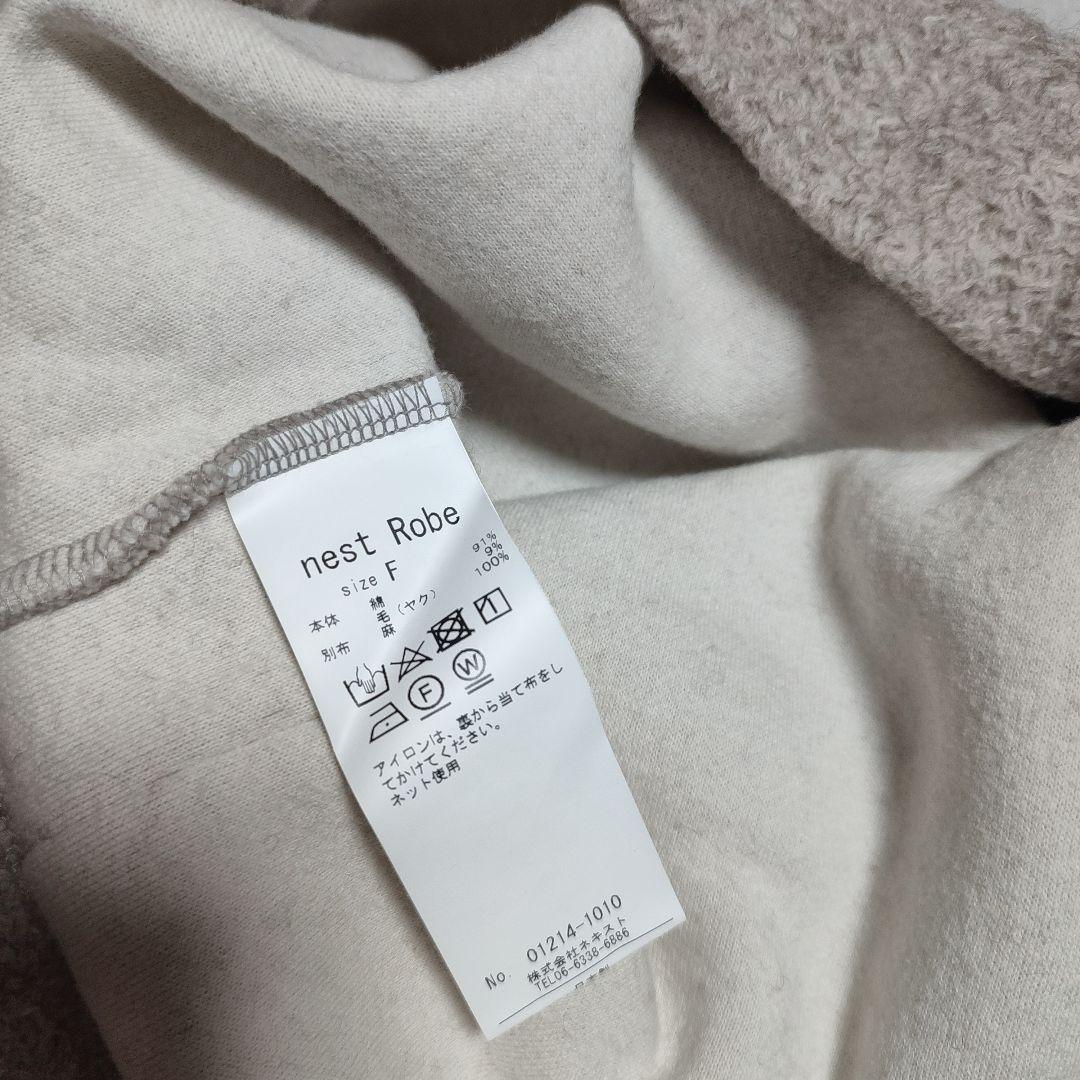 nest Robe
size F
本体 綿 91%
毛(ヤク) 9%
別布 麻 100%
F W
アイロンは、裏から当て布をし
てかけてください。
ネット使用
No. 01214-1010
株式会社ネキスト
TEL06-6338-6886